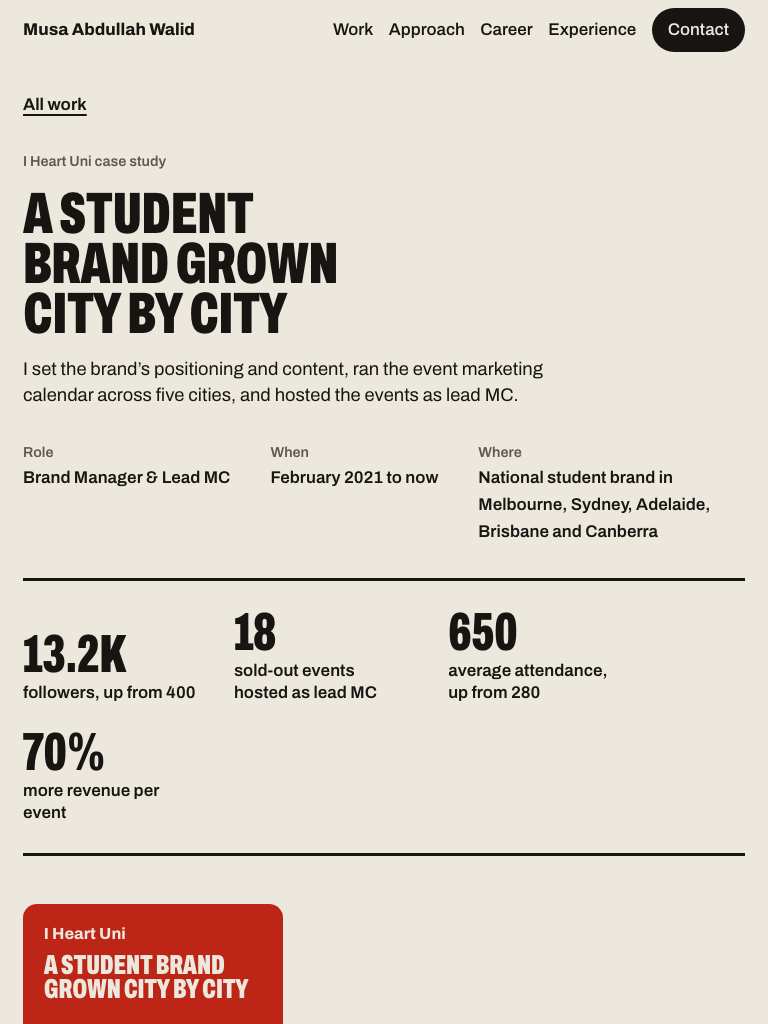 Musa Abdullah Walid
Work
Approach
Career
Experience
Contact
All work
I Heart Uni case study
A STUDENT
BRAND GROWN
CITY BY CITY
I set the brand’s positioning and content, ran the event marketing
calendar across five cities, and hosted the events as lead MC.
Role
Brand Manager & Lead MC
When
February 2021 to now
Where
National student brand in
Melbourne, Sydney, Adelaide,
Brisbane and Canberra
13.2K
followers, up from 400
18
sold-out events
hosted as lead MC
650
average attendance,
up from 280
70%
more revenue per
event
I Heart Uni
A STUDENT BRAND
GROWN CITY BY CITY